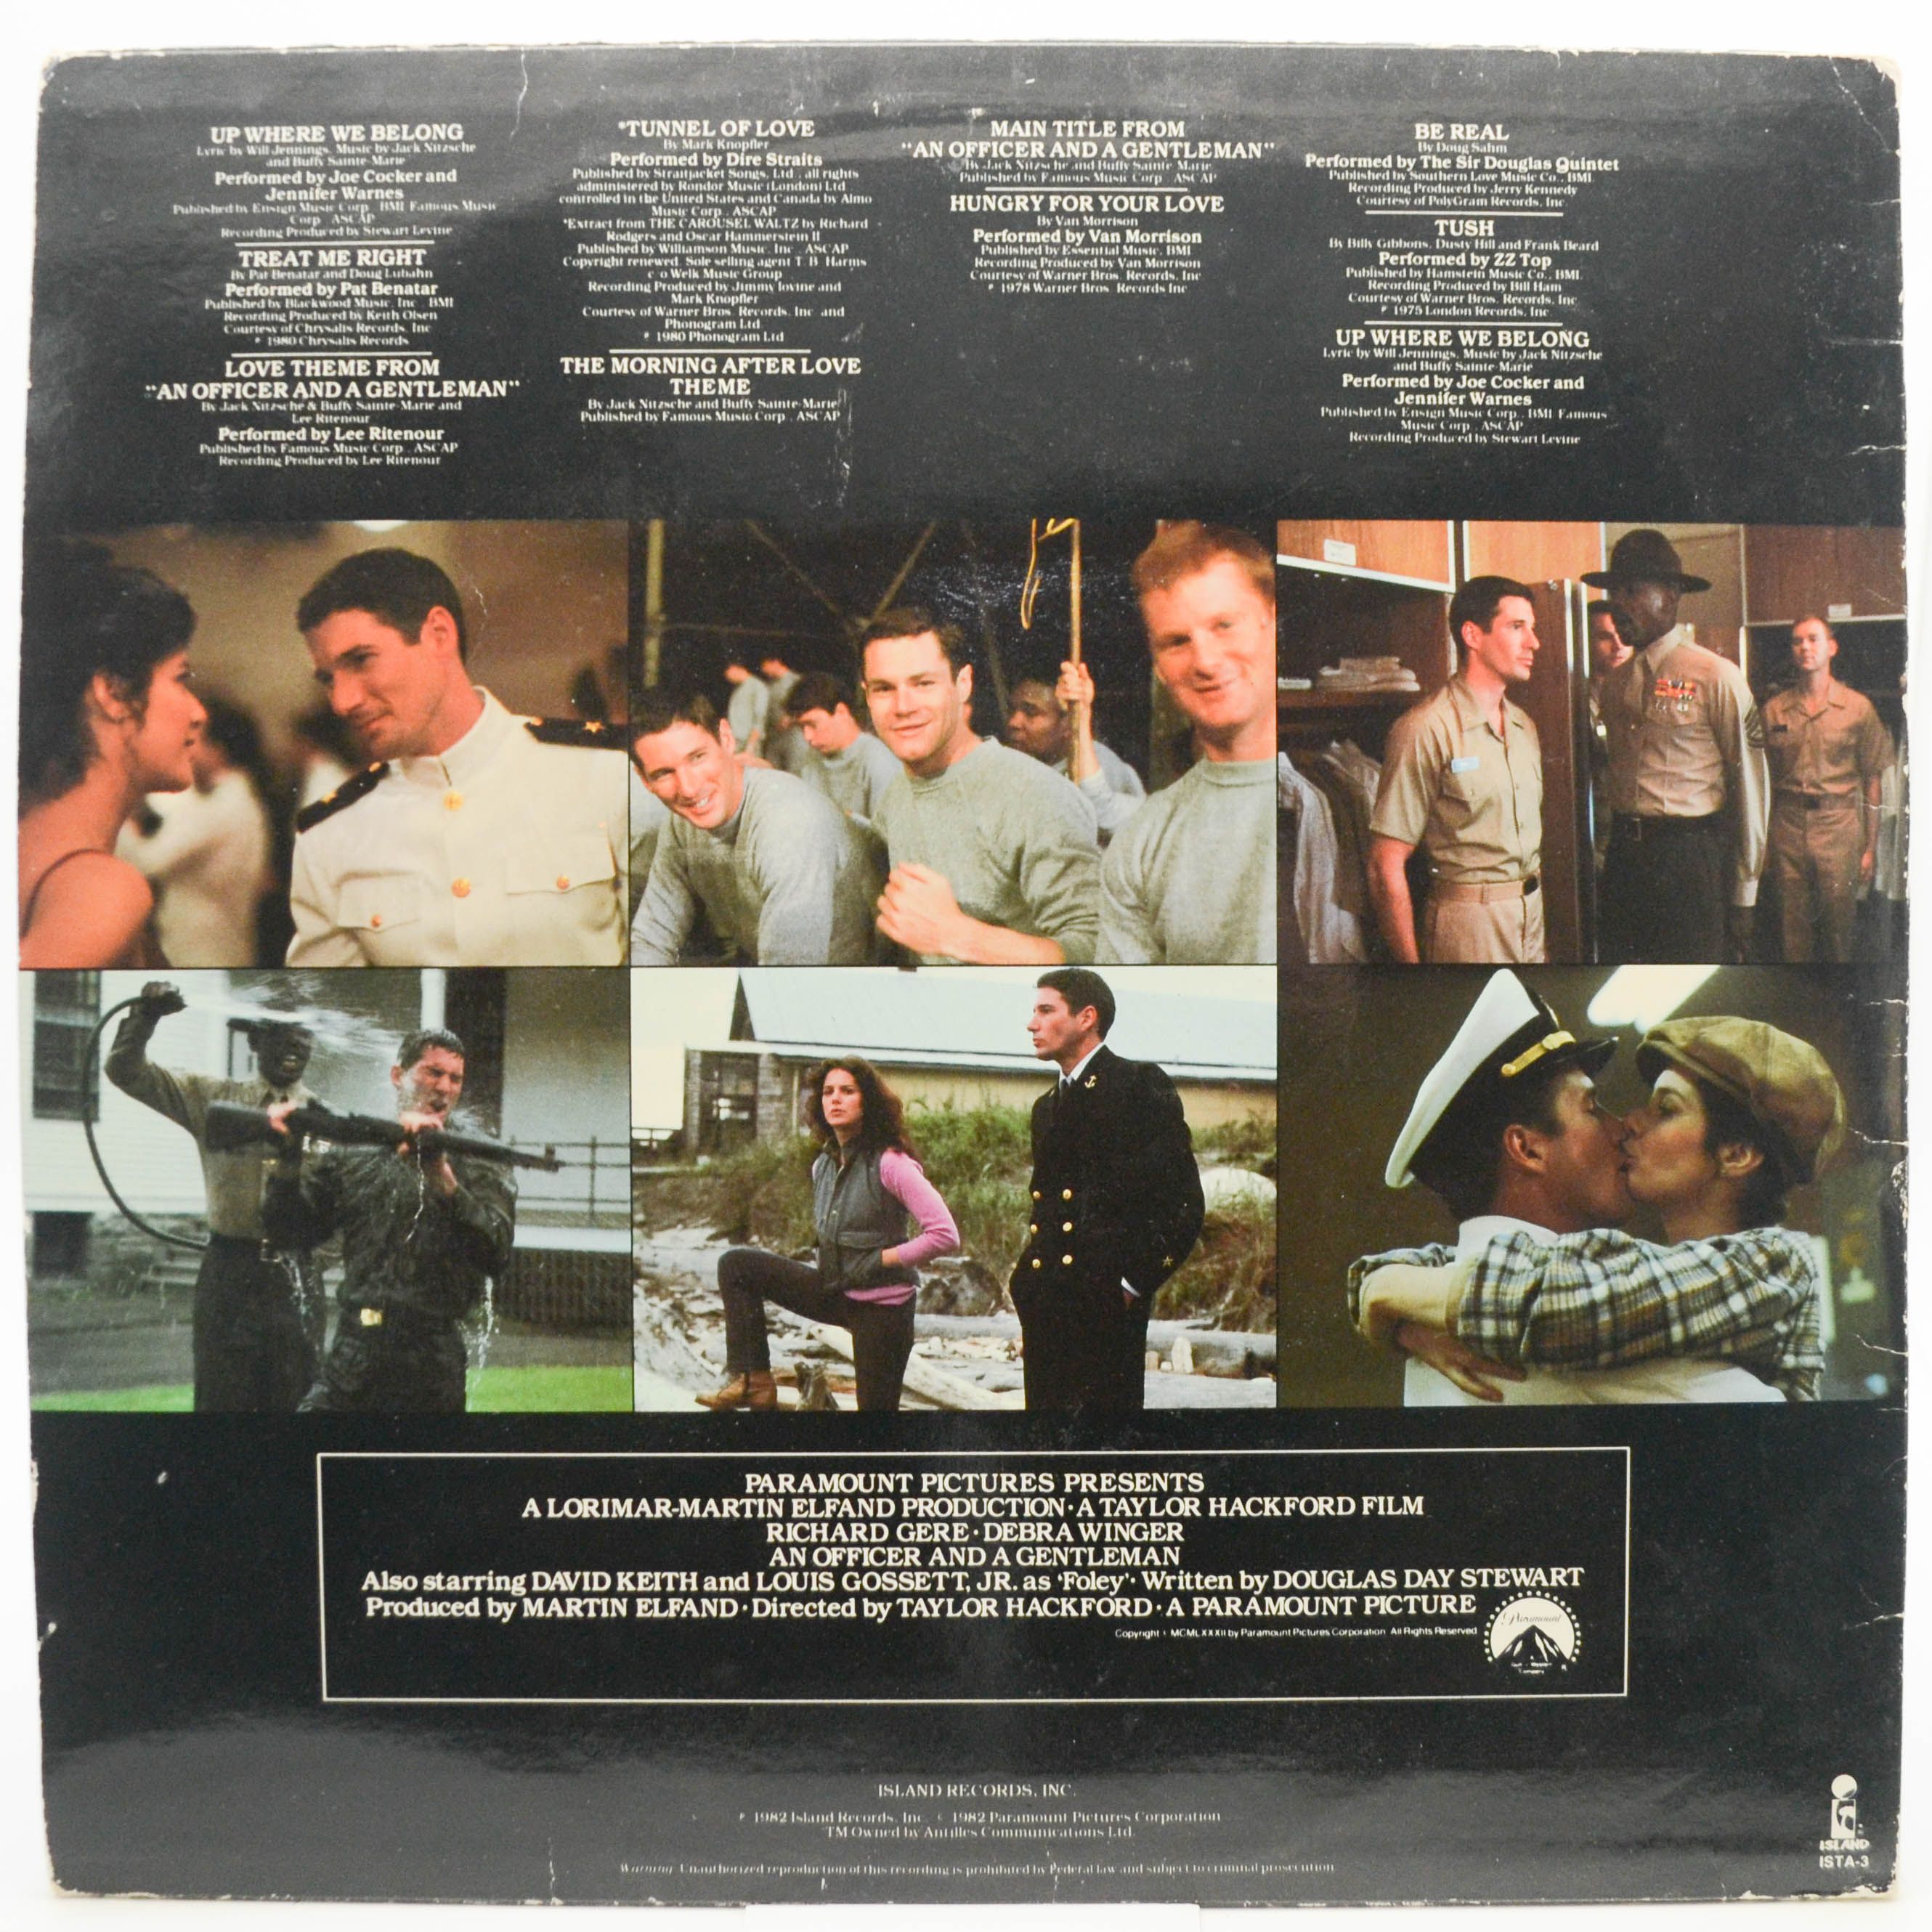 UP WHERE WE BELONG
Lyric by Will Jennings, Music by Jack Nitzsche
and Buffy Sainte-Marie
Performed by Joe Cocker and
Jennifer Warnes
Published by Ensign Music Corp., BMI Famous Music
Corp., ASCAP
Recording Produced by Stewart Levine
TREAT ME RIGHT
By Pat Benatar and Doug Lubahn
Performed by Pat Benatar
Published by Blackwood Music, Inc., BMI
Recording Produced by Keith Olsen
Courtesy of Chrysalis Records, Inc
℗ 1980 Chrysalis Records
LOVE THEME FROM
"AN OFFICER AND A GENTLEMAN"
By Jack Nitzsche & Buffy Sainte-Marie and
Lee Ritenour
Performed by Lee Ritenour
Published by Famous Music Corp., ASCAP
Recording Produced by Lee Ritenour
*TUNNEL OF LOVE
By Mark Knopfler
Performed by Dire Straits
Published by Straitjacket Songs, Ltd., all rights
administered by Rondor Music (London) Ltd
controlled in the United States and Canada by Almo
Music Corp., ASCAP
*Extract from THE CAROUSEL WALTZ by Richard
Rodgers and Oscar Hammerstein II
Published by Williamson Music, Inc., ASCAP
Copyright renewed. Sole selling agent T. B. Harms
c/o Welk Music Group
Recording Produced by Jimmy Iovine and
Mark Knopfler
Courtesy of Warner Bros. Records, Inc. and
Phonogram Ltd
℗ 1980 Phonogram Ltd
THE MORNING AFTER LOVE
THEME
By Jack Nitzsche and Buffy Sainte-Marie
Published by Famous Music Corp., ASCAP
MAIN TITLE FROM
"AN OFFICER AND A GENTLEMAN"
By Jack Nitzsche and Buffy Sainte-Marie
Published by Famous Music Corp., ASCAP
HUNGRY FOR YOUR LOVE
By Van Morrison
Performed by Van Morrison
Published by Essential Music, BMI
Recording Produced by Van Morrison
Courtesy of Warner Bros. Records, Inc
℗ 1978 Warner Bros. Records Inc
BE REAL
By Doug Sahm
Performed by The Sir Douglas Quintet
Published by Southern Love Music Co., BMI
Recording Produced by Jerry Kennedy
Courtesy of PolyGram Records, Inc.
TUSH
By Billy Gibbons, Dusty Hill and Frank Beard
Performed by ZZ Top
Published by Hamstein Music Co., BMI
Recording Produced by Bill Ham
Courtesy of Warner Bros. Records, Inc
℗ 1975 London Records, Inc
UP WHERE WE BELONG
Lyric by Will Jennings, Music by Jack Nitzsche
and Buffy Sainte-Marie
Performed by Joe Cocker and
Jennifer Warnes
Published by Ensign Music Corp., BMI Famous
Music Corp., ASCAP
Recording Produced by Stewart Levine
PARAMOUNT PICTURES PRESENTS
A LORIMAR-MARTIN ELFAND PRODUCTION · A TAYLOR HACKFORD FILM
RICHARD GERE · DEBRA WINGER
AN OFFICER AND A GENTLEMAN
Also starring DAVID KEITH and LOUIS GOSSETT, JR. as 'Foley' · Written by DOUGLAS DAY STEWART
Produced by MARTIN ELFAND · Directed by TAYLOR HACKFORD · A PARAMOUNT PICTURE
Copyright © MCMLXXXII by Paramount Pictures Corporation All Rights Reserved
Paramount
ISLAND RECORDS, INC.
℗ 1982 Island Records, Inc. © 1982 Paramount Pictures Corporation
TM Owned by Antilles Communications Ltd.
Warning: Unauthorized reproduction of this recording is prohibited by Federal law and subject to criminal prosecution
ISLAND
ISTA-3